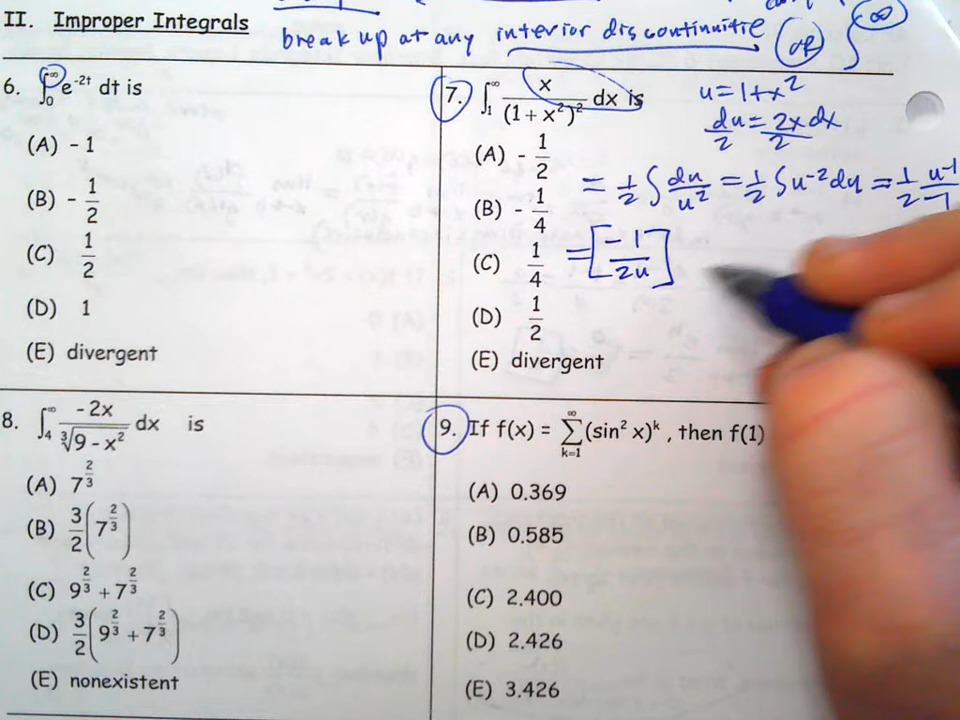 II. Improper Integrals
break up at any interior discontinuitie (or) ∫^∞
6. ∫₀^∞ e^{-2t} dt is
(A) - 1
(B) - 1/2
(C) 1/2
(D) 1
(E) divergent
7. ∫₁^∞ x/(1 + x²)² dx is
u = 1+x²
du/2 = 2x dx/2
(A) - 1/2
= 1/2 ∫ du/u² = 1/2 ∫ u⁻² du = 1/2 u⁻¹/-1
(B) - 1/4
= [-1/2u]
(C) 1/4
(D) 1/2
(E) divergent
8. ∫₄^∞ -2x/∛(9 - x²) dx is
(A) 7^{2/3}
(B) 3/2(7^{2/3})
(C) 9^{2/3} + 7^{2/3}
(D) 3/2(9^{2/3} + 7^{2/3})
(E) nonexistent
9. If f(x) = ∑_{k=1}^∞ (sin² x)^k , then f(1)
(A) 0.369
(B) 0.585
(C) 2.400
(D) 2.426
(E) 3.426